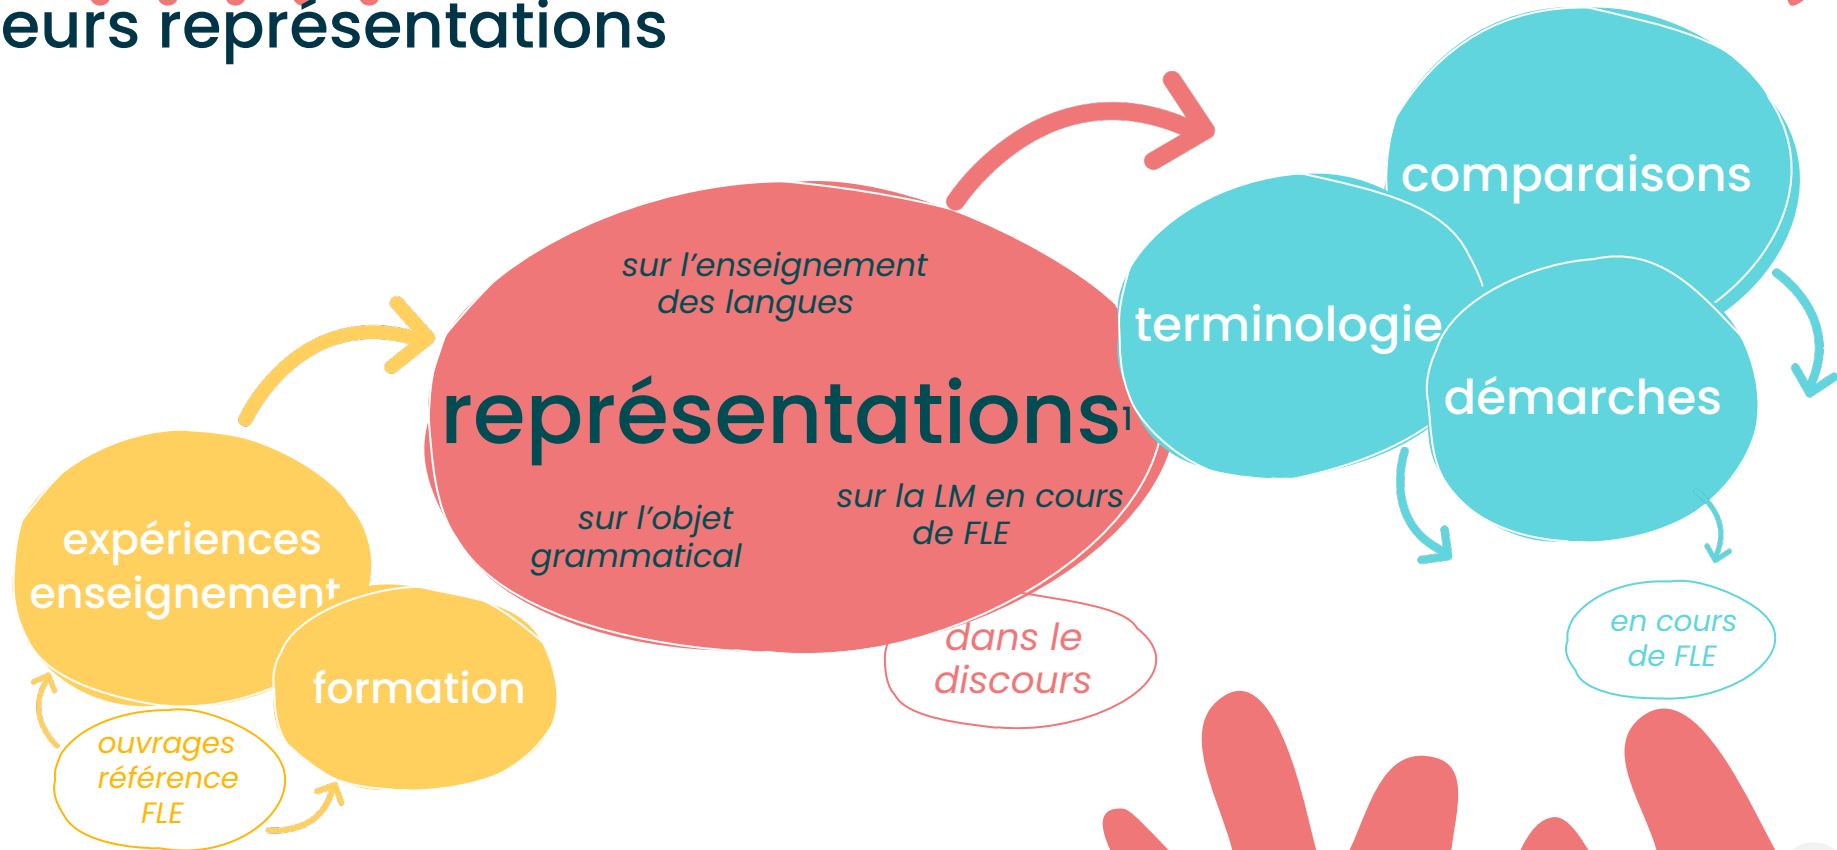 eurs représentations
sur l’enseignement
des langues
représentations1
sur l’objet
grammatical
sur la LM en cours
de FLE
dans le
discours
expériences
enseignement
formation
ouvrages
référence
FLE
comparaisons
terminologie
démarches
en cours
de FLE